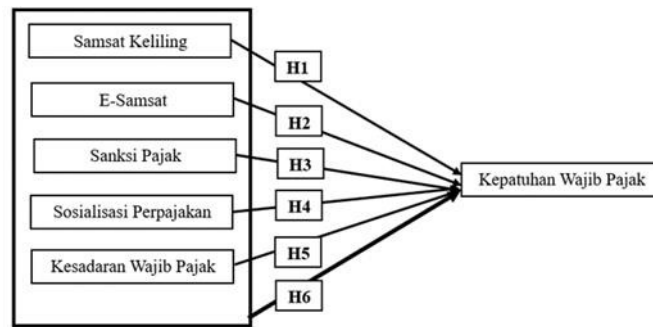 Samsat Keliling
H1
E-Samsat
H2
Sanksi Pajak
H3
Kepatuhan Wajib Pajak
Sosialisasi Perpajakan
H4
Kesadaran Wajib Pajak
H5
H6